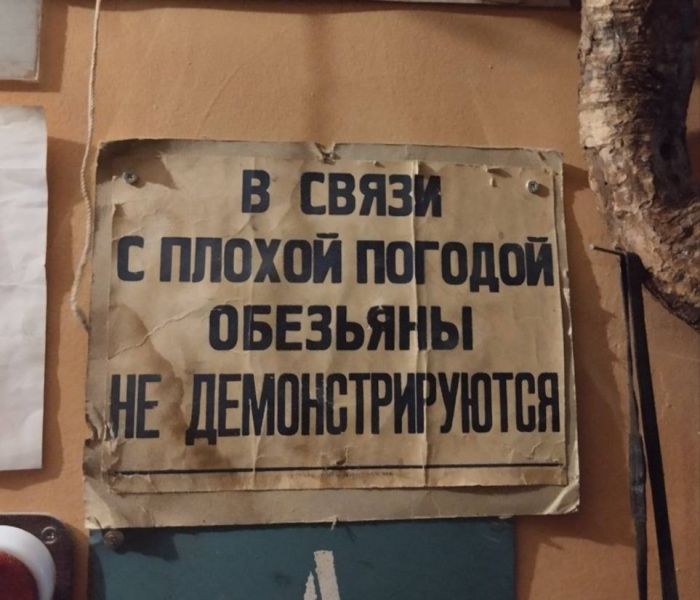 В СВЯЗИ
С ПЛОХОЙ ПОГОДОЙ
ОБЕЗЬЯНЫ
НЕ ДЕМОНСТРИРУЮТСЯ
А